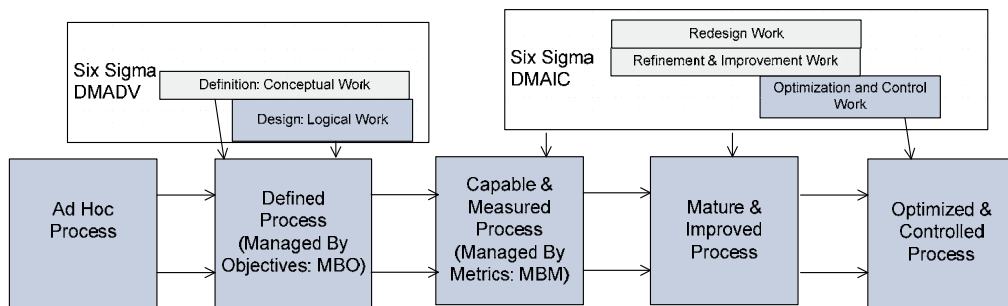 Six Sigma
DMADV
Definition: Conceptual Work
Design: Logical Work
Six Sigma
DMAIC
Redesign Work
Refinement & Improvement Work
Optimization and Control
Work
Ad Hoc
Process
Defined
Process
(Managed By
Objectives: MBO)
Capable &
Measured
Process
(Managed By
Metrics: MBM)
Mature &
Improved
Process
Optimized &
Controlled
Process